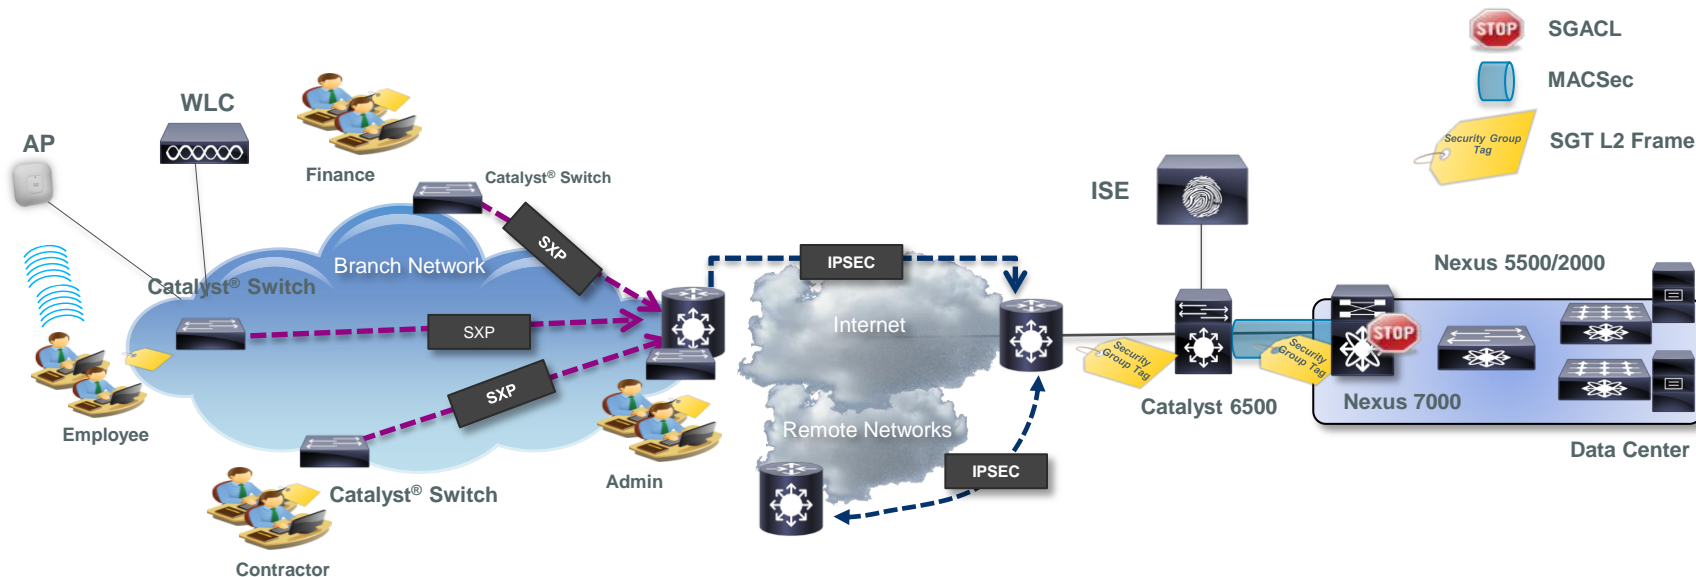 STOP
SGACL
MACSec
Security Group
Tag
SGT L2 Frame
WLC
AP
Finance
Catalyst® Switch
ISE
SXP
Branch Network
IPSEC
Nexus 5500/2000
Catalyst® Switch
SXP
Internet
STOP
Security
Group Tag
Security
Group Tag
SXP
Catalyst 6500
Nexus 7000
Employee
Remote Networks
Data Center
IPSEC
Admin
Catalyst® Switch
Contractor